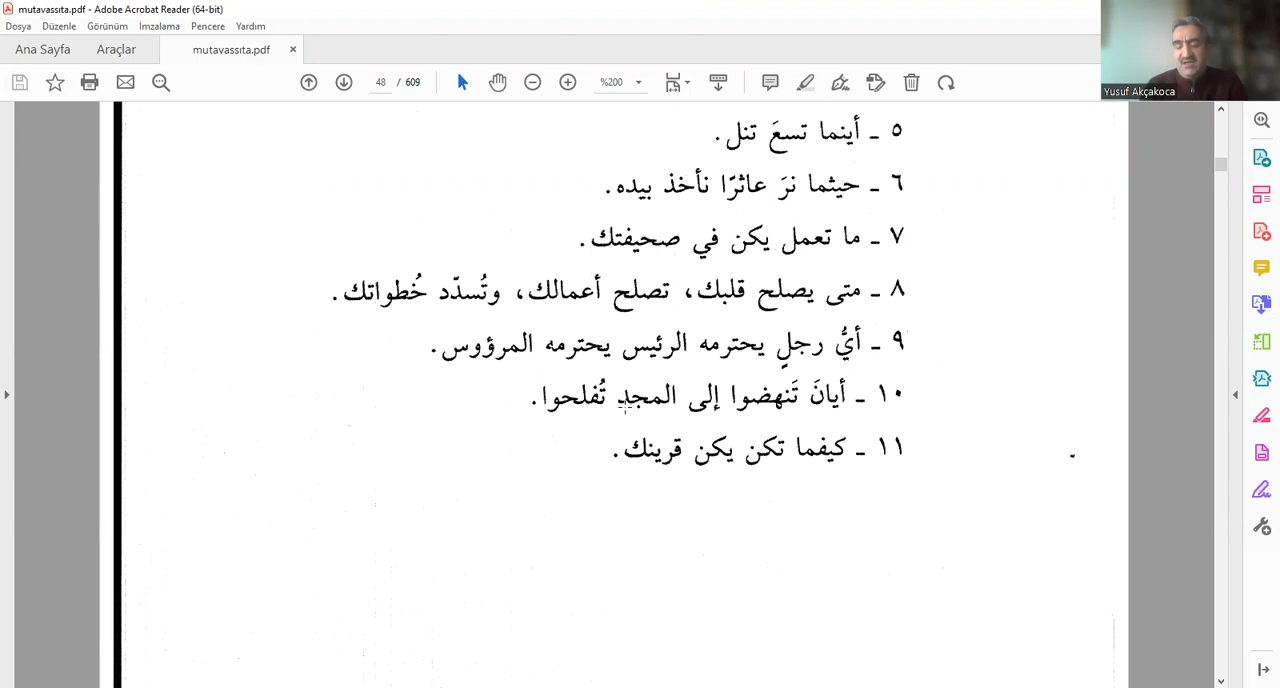 mutavassıta.pdf - Adobe Acrobat Reader (64-bit)
Dosya Düzenle Görünüm İmzalama Pencere Yardım
Ana Sayfa Araçlar mutavassıta.pdf ×
48 / 609 %200
Yusuf Akçakoca
٥ ـ أينما تسعَ تنل.
٦ ـ حيثما نرَ عاثرًا نأخذ بيده.
٧ ـ ما تعمل يكن في صحيفتك.
٨ ـ متى يصلح قلبك، تصلح أعمالك، وتُسدّد خُطواتك.
٩ ـ أيُّ رجلٍ يحترمه الرئيس يحترمه المرؤوس.
١٠ ـ أيانَ تَنهضوا إلى المجدِ تُفلحوا.
١١ ـ كيفما تكن يكن قرينك.